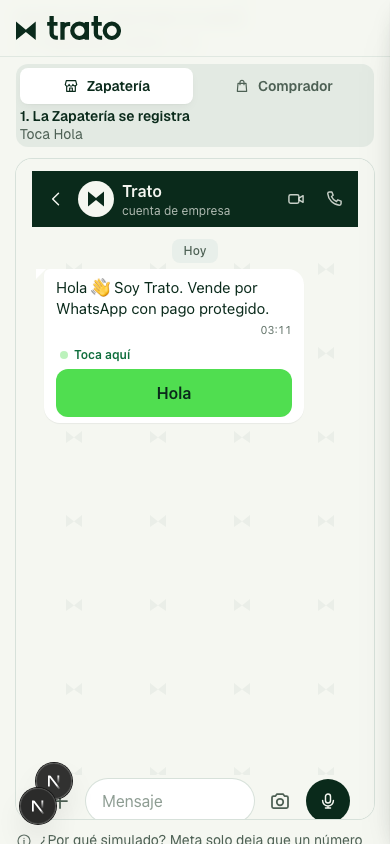 trato
Zapatería
Comprador
1. La Zapatería se registra
Toca Hola
Trato
cuenta de empresa
Hoy
Hola 👋 Soy Trato. Vende por
WhatsApp con pago protegido.
03:11
Toca aquí
Hola
N
N
Mensaje
¿Por qué simulado? Meta solo deja que un número